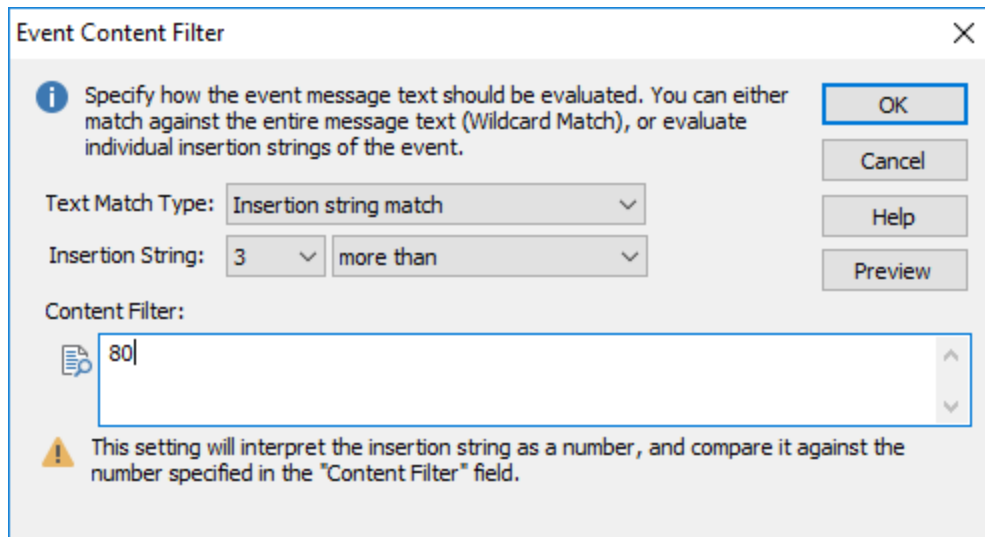 Event Content Filter
Specify how the event message text should be evaluated. You can either
match against the entire message text (Wildcard Match), or evaluate
individual insertion strings of the event.
OK
Cancel
Text Match Type: Insertion string match
Help
Insertion String: 3 more than
Preview
Content Filter:
80
This setting will interpret the insertion string as a number, and compare it against the
number specified in the "Content Filter" field.